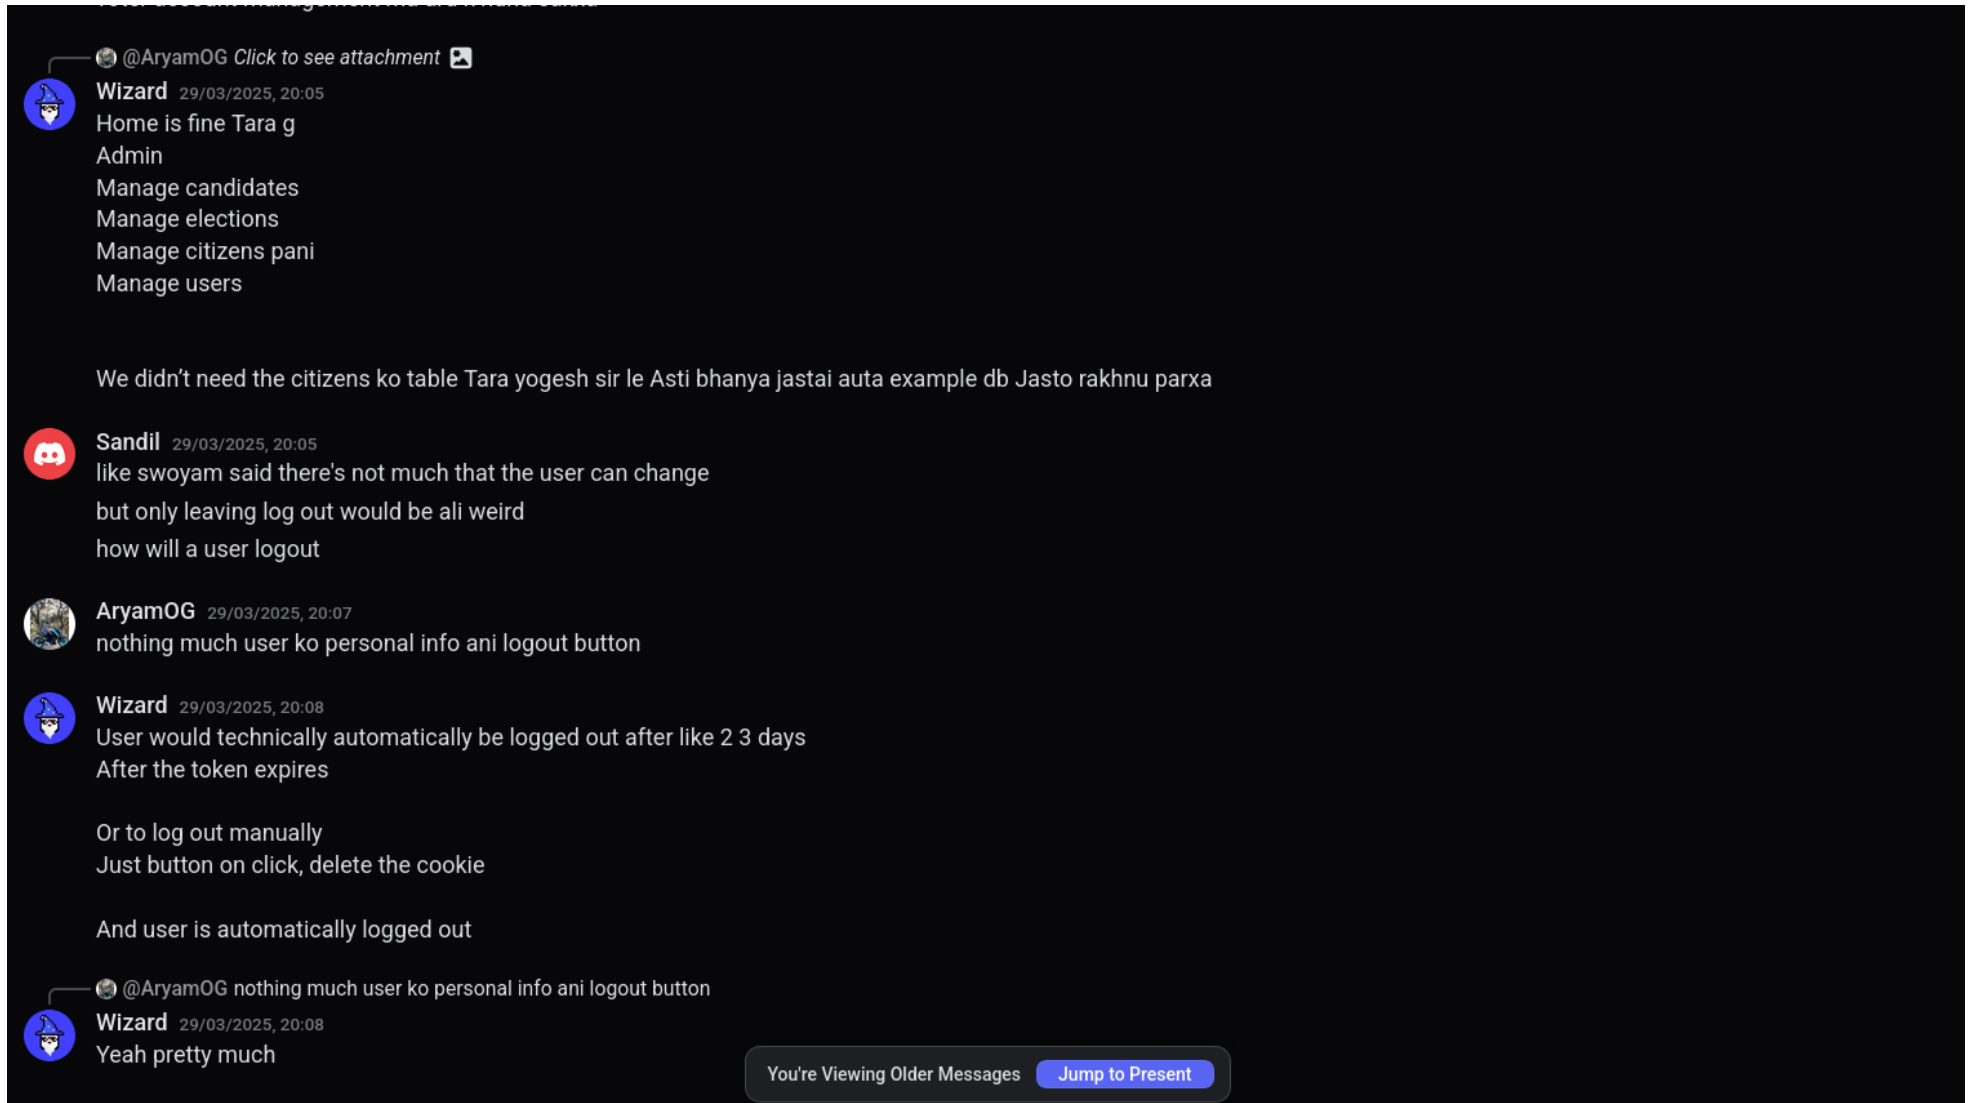 @AryamOG Click to see attachment
Wizard 29/03/2025, 20:05
Home is fine Tara g
Admin
Manage candidates
Manage elections
Manage citizens pani
Manage users
We didn’t need the citizens ko table Tara yogesh sir le Asti bhanya jastai auta example db Jasto rakhnu parxa
Sandil 29/03/2025, 20:05
like swoyam said there's not much that the user can change
but only leaving log out would be ali weird
how will a user logout
AryamOG 29/03/2025, 20:07
nothing much user ko personal info ani logout button
Wizard 29/03/2025, 20:08
User would technically automatically be logged out after like 2 3 days
After the token expires
Or to log out manually
Just button on click, delete the cookie
And user is automatically logged out
@AryamOG nothing much user ko personal info ani logout button
Wizard 29/03/2025, 20:08
Yeah pretty much
You're Viewing Older Messages Jump to Present